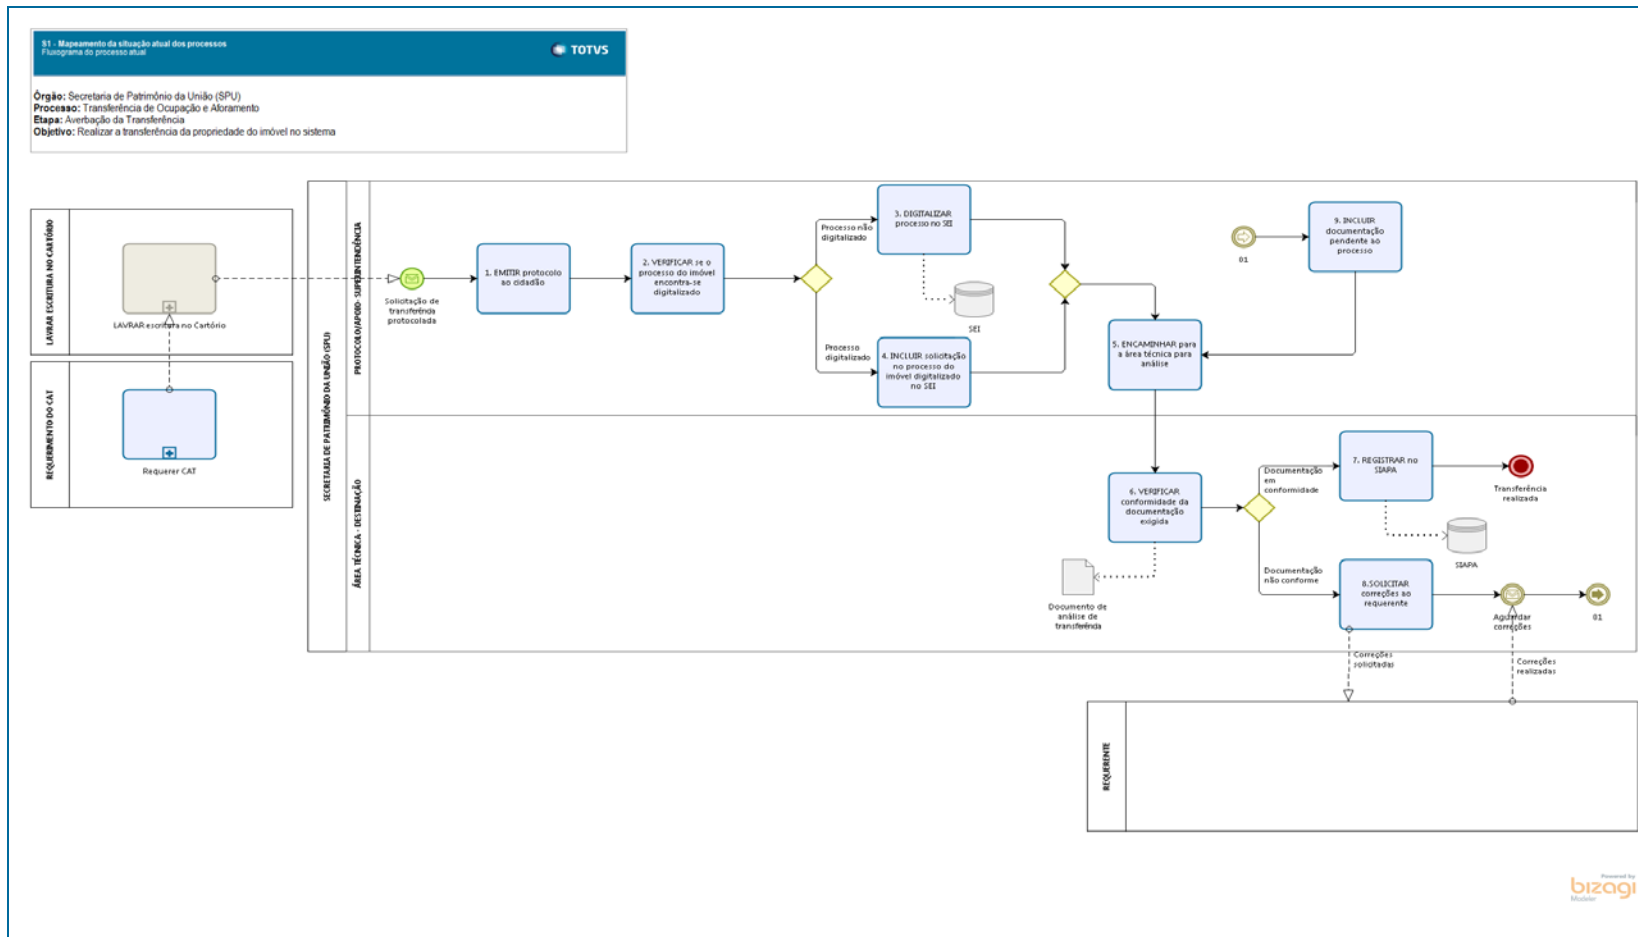 S1 - Mapeamento da situação atual dos processos
Fluxograma do processo atual
TOTVS
Órgão: Secretaria de Patrimônio da União (SPU)
Processo: Transferência de Ocupação e Aforamento
Etapa: Averbação da Transferência
Objetivo: Realizar a transferência da propriedade do imóvel no sistema
LAVRAR ESCRITURA NO CARTÓRIO
LAVRAR escritura no Cartório
REQUERIMENTO DO CAT
Requerer CAT
SECRETARIA DE PATRIMÔNIO DA UNIÃO (SPU)
PROTOCOLO/APOIO- SUPERINTENDÊNCIA
Solicitação de
transferência
protocolada
1. EMITIR protocolo
ao cidadão
2. VERIFICAR se o
processo do imóvel
encontra-se
digitalizado
Processo não
digitalizado
3. DIGITALIZAR
processo no SEI
SEI
Processo
digitalizado
4. INCLUIR solicitação
no processo do
imóvel digitalizado
no SEI
5. ENCAMINHAR para
a área técnica para
análise
01
9. INCLUIR
documentação
pendente ao
processo
ÁREA TÉCNICA - DESTINAÇÃO
6. VERIFICAR
conformidade da
documentação
exigida
Documento de
análise de
transferência
Documentação
em
conformidade
7. REGISTRAR no
SIAPA
Transferência
realizada
SIAPA
Documentação
não conforme
8.SOLICITAR
correções ao
requerente
Aguardar
correções
01
Correções
solicitadas
Correções
realizadas
REQUERENTE
Powered by
bizagi
Modeler